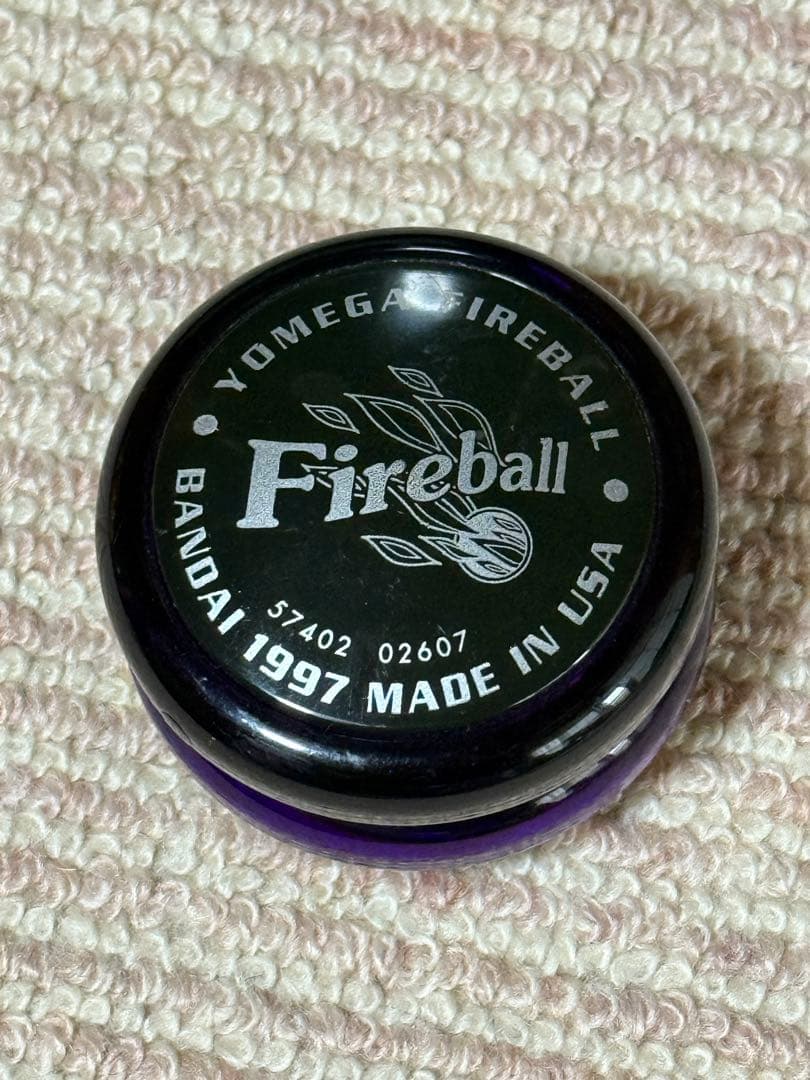 YOMEGA FIREBALL
Fireball
57402 02607
BANDAI 1997 MADE IN USA